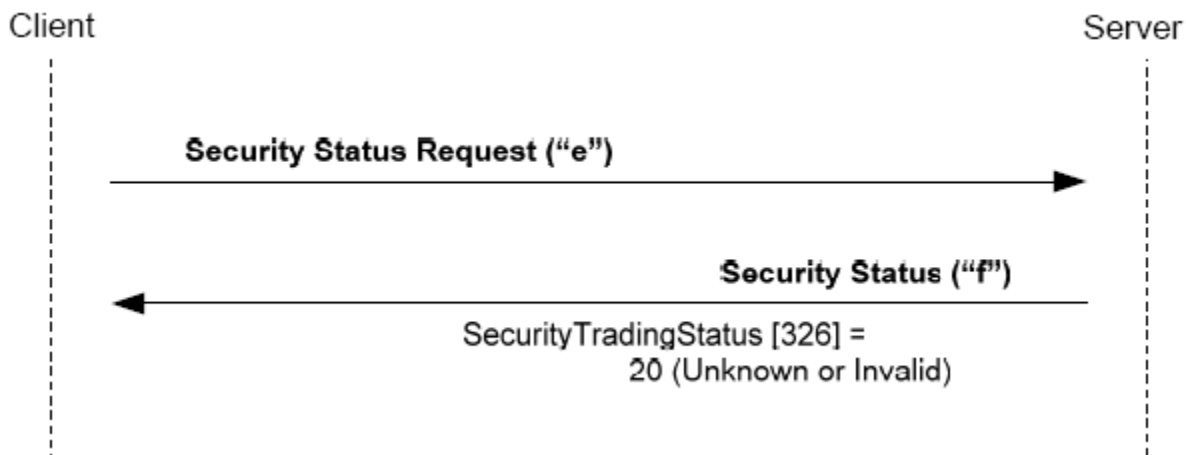 Client
Server
Security Status Request (“e”)
Security Status (“f”)
SecurityTradingStatus [326] =
20 (Unknown or Invalid)